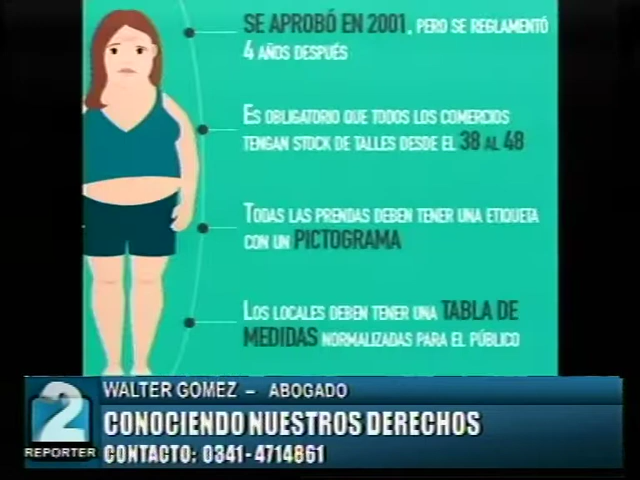 SE APROBÓ EN 2001, PERO SE REGLAMENTÓ
4 AÑOS DESPUÉS
ES OBLIGATORIO QUE TODOS LOS COMERCIOS
TENGAN STOCK DE TALLES DESDE EL 38 AL 48
TODAS LAS PRENDAS DEBEN TENER UNA ETIQUETA
CON UN PICTOGRAMA
LOS LOCALES DEBEN TENER UNA TABLA DE
MEDIDAS NORMALIZADAS PARA EL PÚBLICO
2
REPORTER
WALTER GOMEZ – ABOGADO
CONOCIENDO NUESTROS DERECHOS
CONTACTO: 0341-4714861